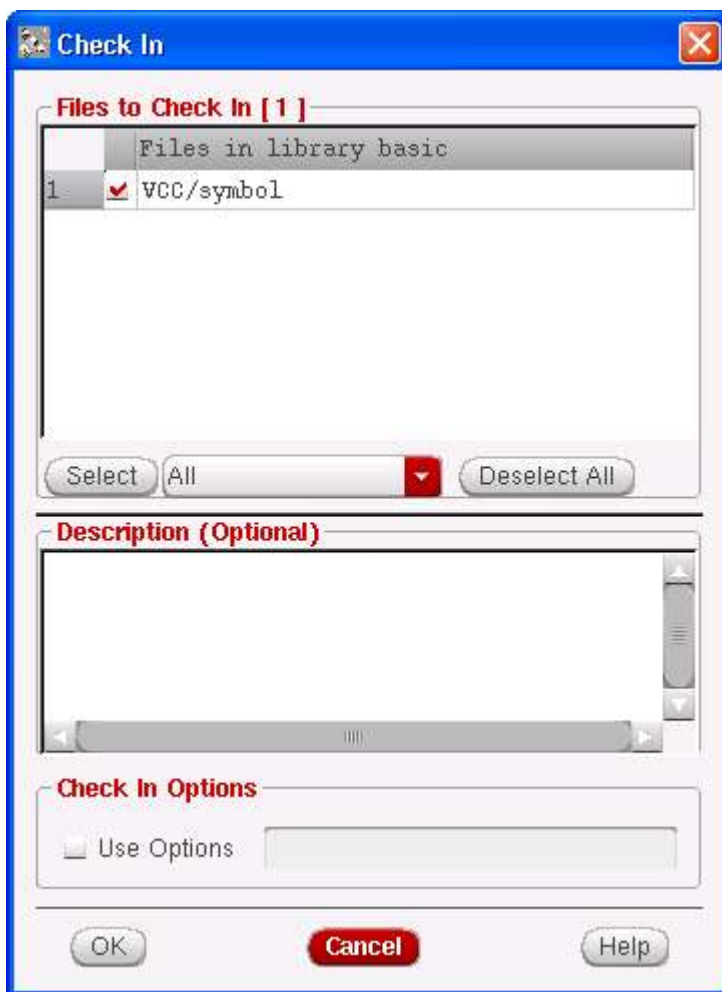 Check In
Files to Check In [ 1 ]
Files in library basic
1 VCC/symbol
Select All Deselect All
Description (Optional)
Check In Options
Use Options
OK Cancel Help